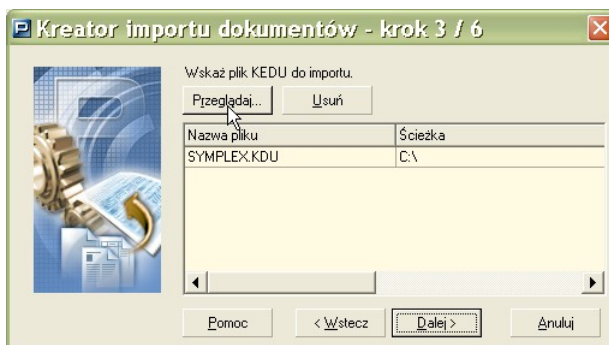 Kreator importu dokumentów - krok 3 / 6
Wskaż plik KEDU do importu.
Przeglądaj... Usuń
Nazwa pliku Ścieżka
SYMPLEX.KDU C:\
Pomoc < Wstecz Dalej > Anuluj